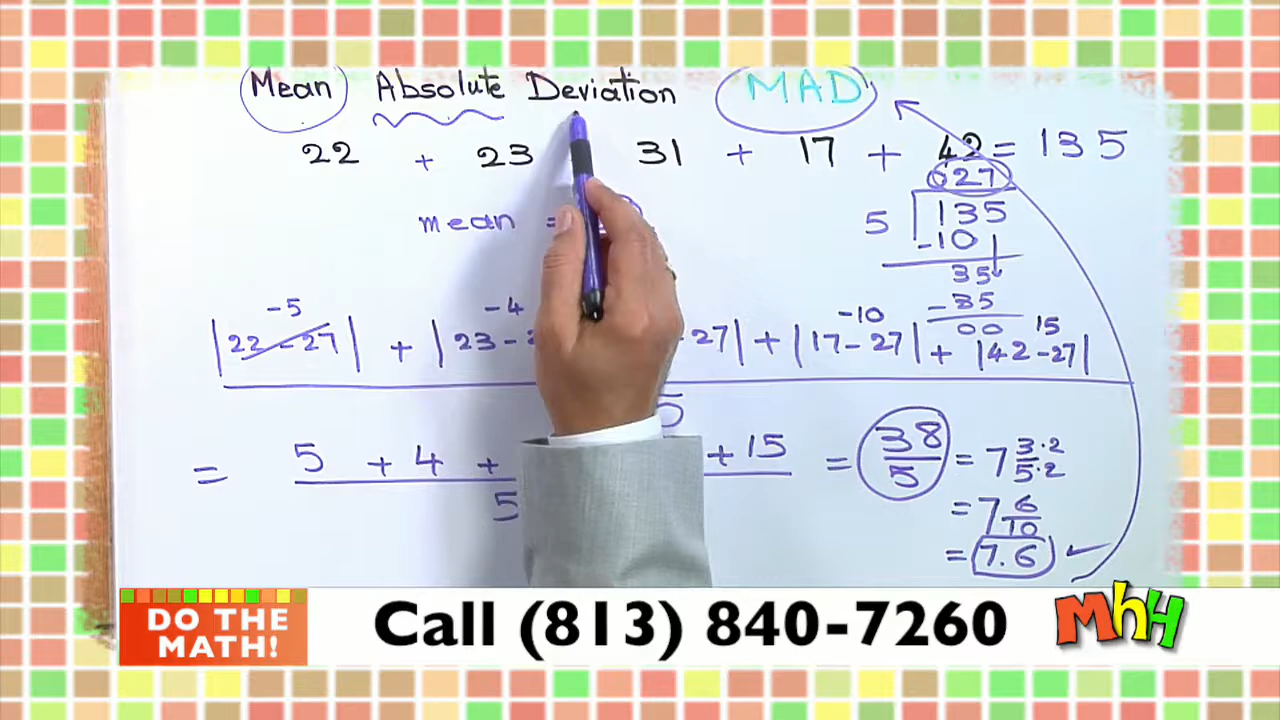 Mean Absolute Deviation MAD
22 + 23 31 + 17 + 42 = 135
mean =
027
5 135
-10
35
-35
00
-5 -4 -10 15
|22-27| + |23-2 -27| + |17-27| + |42-27|
5
= 5 + 4 + +15 = 38/5 = 7 3·2/5·2
5
= 7 6/10
= 7.6
DO THE MATH!
Call (813) 840-7260
Mh4